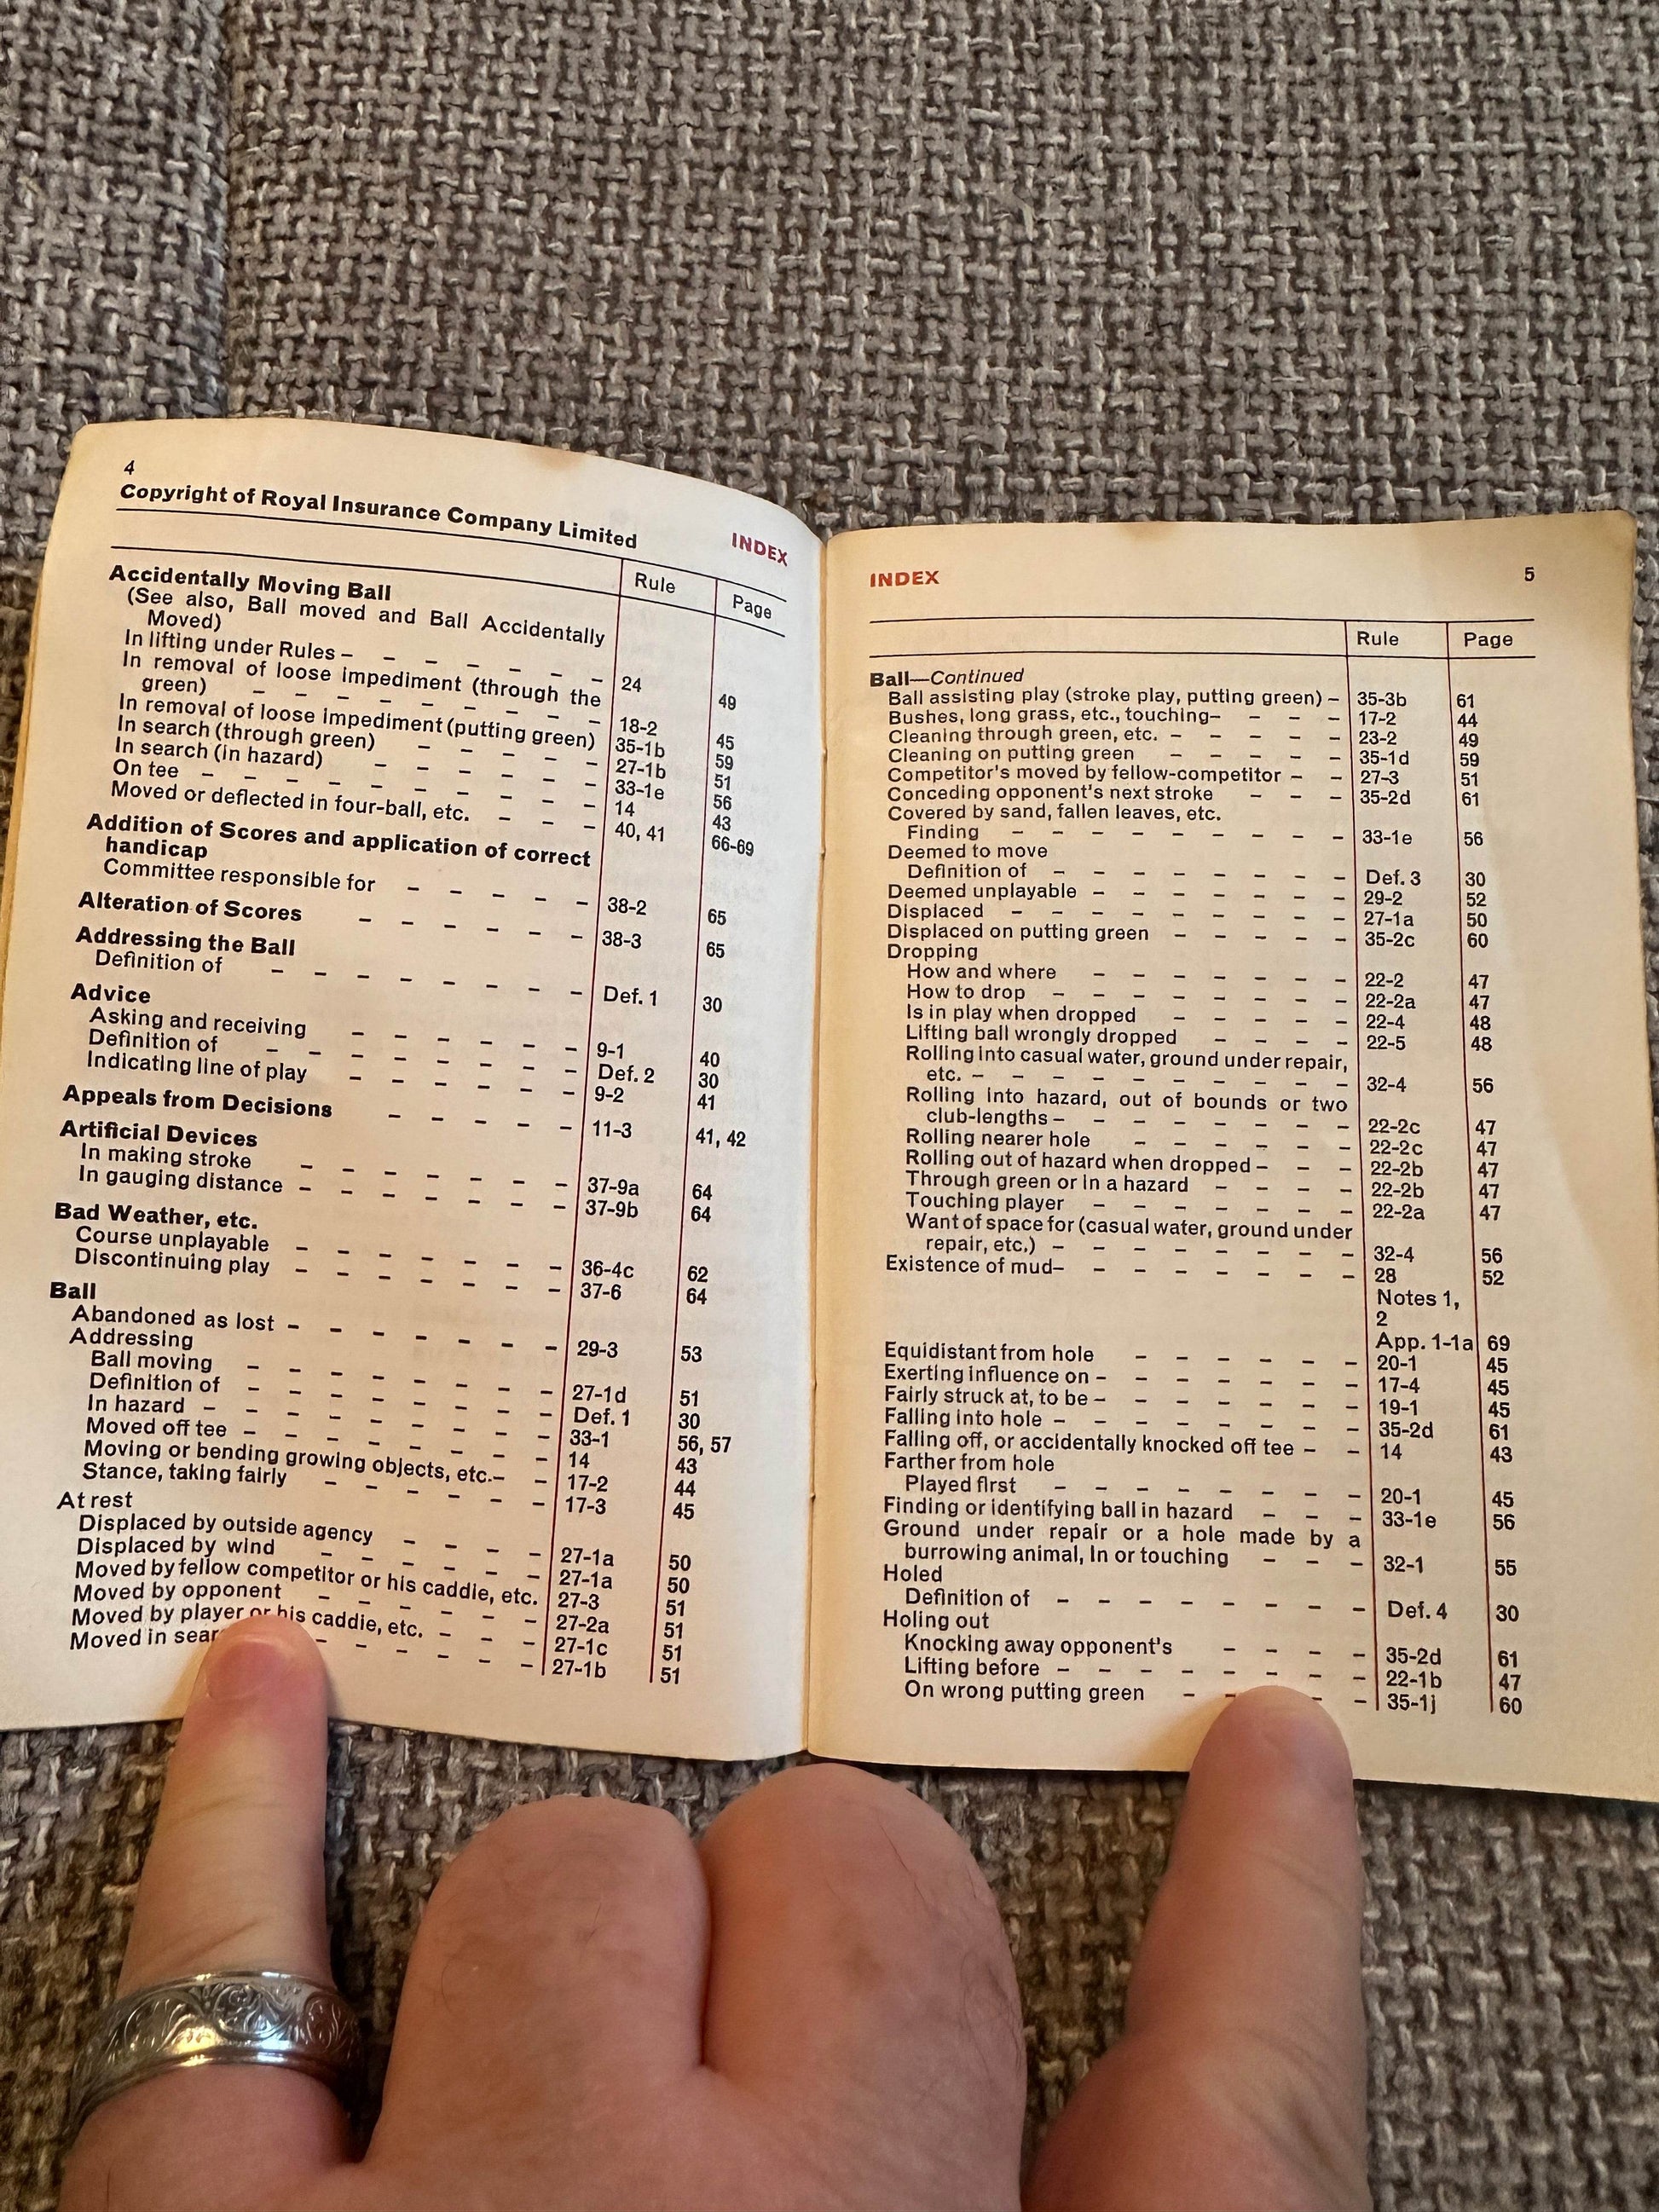 4
Copyright of Royal Insurance Company Limited
INDEX
Rule Page
Accidentally Moving Ball
(See also, Ball moved and Ball Accidentally
Moved)
In lifting under Rules – – – – – – – 24 49
In removal of loose impediment (through the
green) – – – – – – – – – 18-2 45
In removal of loose impediment (putting green) 35-1b 59
In search (through green) – – – – – 27-1b 51
In search (in hazard) – – – – – – 33-1e 56
On tee – – – – – – – – – – 14 43
Moved or deflected in four-ball, etc. – – – 40, 41 66-69
Addition of Scores and application of correct
handicap
Committee responsible for – – – – – 38-2 65
Alteration of Scores – – – – – – 38-3 65
Addressing the Ball
Definition of – – – – – – – – Def. 1 30
Advice
Asking and receiving – – – – – – 9-1 40
Definition of – – – – – – – – Def. 2 30
Indicating line of play – – – – – – 9-2 41
Appeals from Decisions – – – – – 11-3 41, 42
Artificial Devices
In making stroke – – – – – – – 37-9a 64
In gauging distance – – – – – – – 37-9b 64
Bad Weather, etc.
Course unplayable – – – – – – – 36-4c 62
Discontinuing play – – – – – – – 37-6 64
Ball
Abandoned as lost – – – – – – – 29-3 53
Addressing
Ball moving – – – – – – – – 27-1d 51
Definition of – – – – – – – – Def. 1 30
In hazard – – – – – – – – – 33-1 56, 57
Moved off tee – – – – – – – – 14 43
Moving or bending growing objects, etc.– – 17-2 44
Stance, taking fairly – – – – – – 17-3 45
At rest
Displaced by outside agency – – – – 27-1a 50
Displaced by wind – – – – – – 27-1a 50
Moved by fellow competitor or his caddie, etc. 27-3 51
Moved by opponent – – – – – – 27-2a 51
Moved by player or his caddie, etc. – – – 27-1c 51
Moved in – – – – – 27-1b 51
INDEX 5
Rule Page
Ball—Continued
Ball assisting play (stroke play, putting green) – 35-3b 61
Bushes, long grass, etc., touching– – – – 17-2 44
Cleaning through green, etc. – – – – – 23-2 49
Cleaning on putting green – – – – – 35-1d 59
Competitor's moved by fellow-competitor – – 27-3 51
Conceding opponent's next stroke – – – 35-2d 61
Covered by sand, fallen leaves, etc.
Finding – – – – – – – – – 33-1e 56
Deemed to move
Definition of – – – – – – – – Def. 3 30
Deemed unplayable – – – – – – – 29-2 52
Displaced – – – – – – – – – 27-1a 50
Displaced on putting green – – – – – 35-2c 60
Dropping
How and where – – – – – – – 22-2 47
How to drop – – – – – – – – 22-2a 47
Is in play when dropped – – – – – 22-4 48
Lifting ball wrongly dropped – – – – 22-5 48
Rolling into casual water, ground under repair,
etc. – – – – – – – – – – 32-4 56
Rolling into hazard, out of bounds or two
club-lengths – – – – – – – – 22-2c 47
Rolling nearer hole – – – – – – 22-2c 47
Rolling out of hazard when dropped – – – 22-2b 47
Through green or in a hazard – – – – 22-2b 47
Touching player – – – – – – – 22-2a 47
Want of space for (casual water, ground under
repair, etc.) – – – – – – – – 32-4 56
Existence of mud– – – – – – – – 28 52
Notes 1,
2
App. 1-1a 69
Equidistant from hole – – – – – – 20-1 45
Exerting influence on – – – – – – – 17-4 45
Fairly struck at, to be – – – – – – – 19-1 45
Falling into hole – – – – – – – – 35-2d 61
Falling off, or accidentally knocked off tee – – 14 43
Farther from hole
Played first – – – – – – – – 20-1 45
Finding or identifying ball in hazard – – – 33-1e 56
Ground under repair or a hole made by a
burrowing animal, In or touching – – – 32-1 55
Holed
Definition of – – – – – – – – Def. 4 30
Holing out
Knocking away opponent's – – – – 35-2d 61
Lifting before – – – – – – – – 22-1b 47
On wrong putting green – – – – 35-1j 60